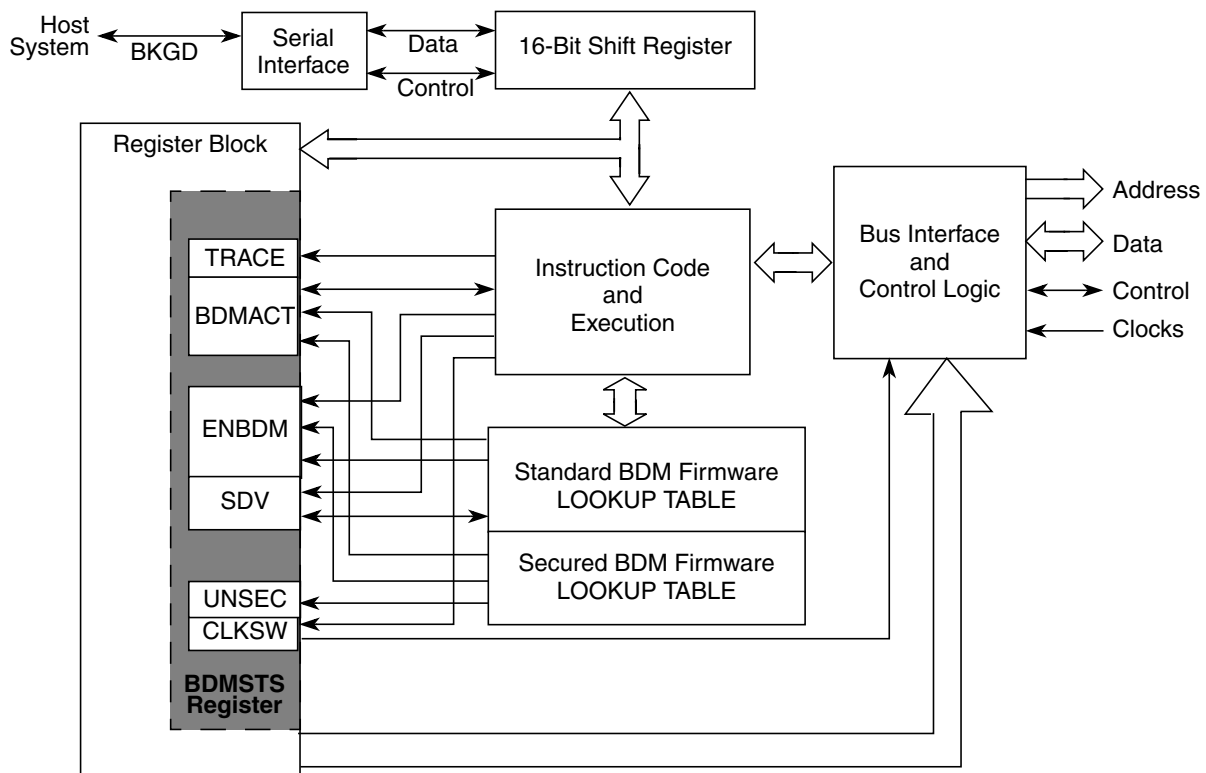 Host
System
BKGD
Serial
Interface
Data
Control
16-Bit Shift Register
Register Block
TRACE
BDMACT
ENBDM
SDV
UNSEC
CLKSW
BDMSTS
Register
Instruction Code
and
Execution
Standard BDM Firmware
LOOKUP TABLE
Secured BDM Firmware
LOOKUP TABLE
Bus Interface
and
Control Logic
Address
Data
Control
Clocks